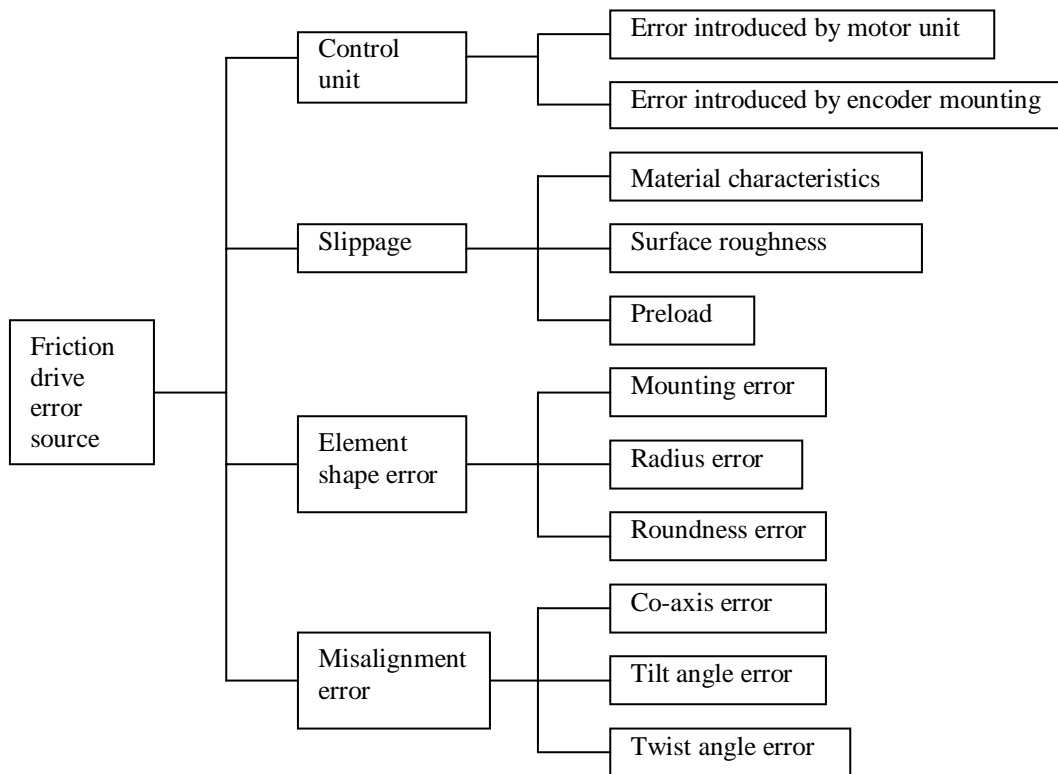 Friction
drive
error
source
Control
unit
Error introduced by motor unit
Error introduced by encoder mounting
Slippage
Material characteristics
Surface roughness
Preload
Element
shape error
Mounting error
Radius error
Roundness error
Misalignment
error
Co-axis error
Tilt angle error
Twist angle error